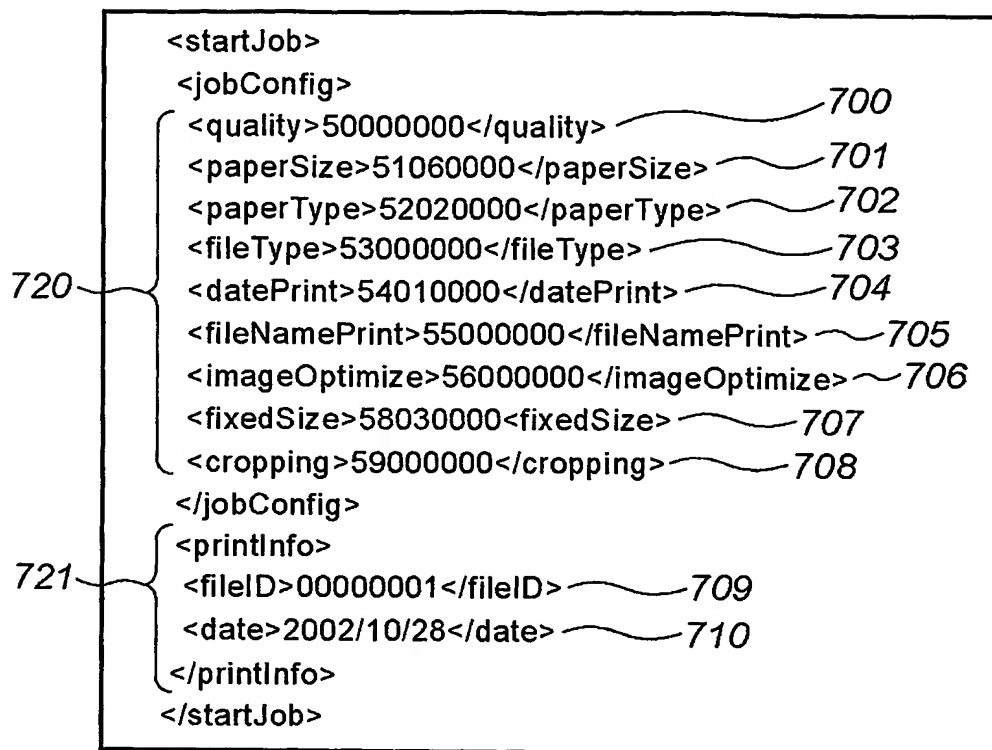 <startJob>
<jobConfig>
<quality>50000000</quality> 700
<paperSize>51060000</paperSize> 701
<paperType>52020000</paperType> 702
<fileType>53000000</fileType> 703
720 <datePrint>54010000</datePrint> 704
<fileNamePrint>55000000</fileNamePrint> 705
<imageOptimize>56000000</imageOptimize> 706
<fixedSize>58030000<fixedSize> 707
<cropping>59000000</cropping> 708
</jobConfig>
<printInfo>
721 <fileID>00000001</fileID> 709
<date>2002/10/28</date> 710
</printInfo>
</startJob>